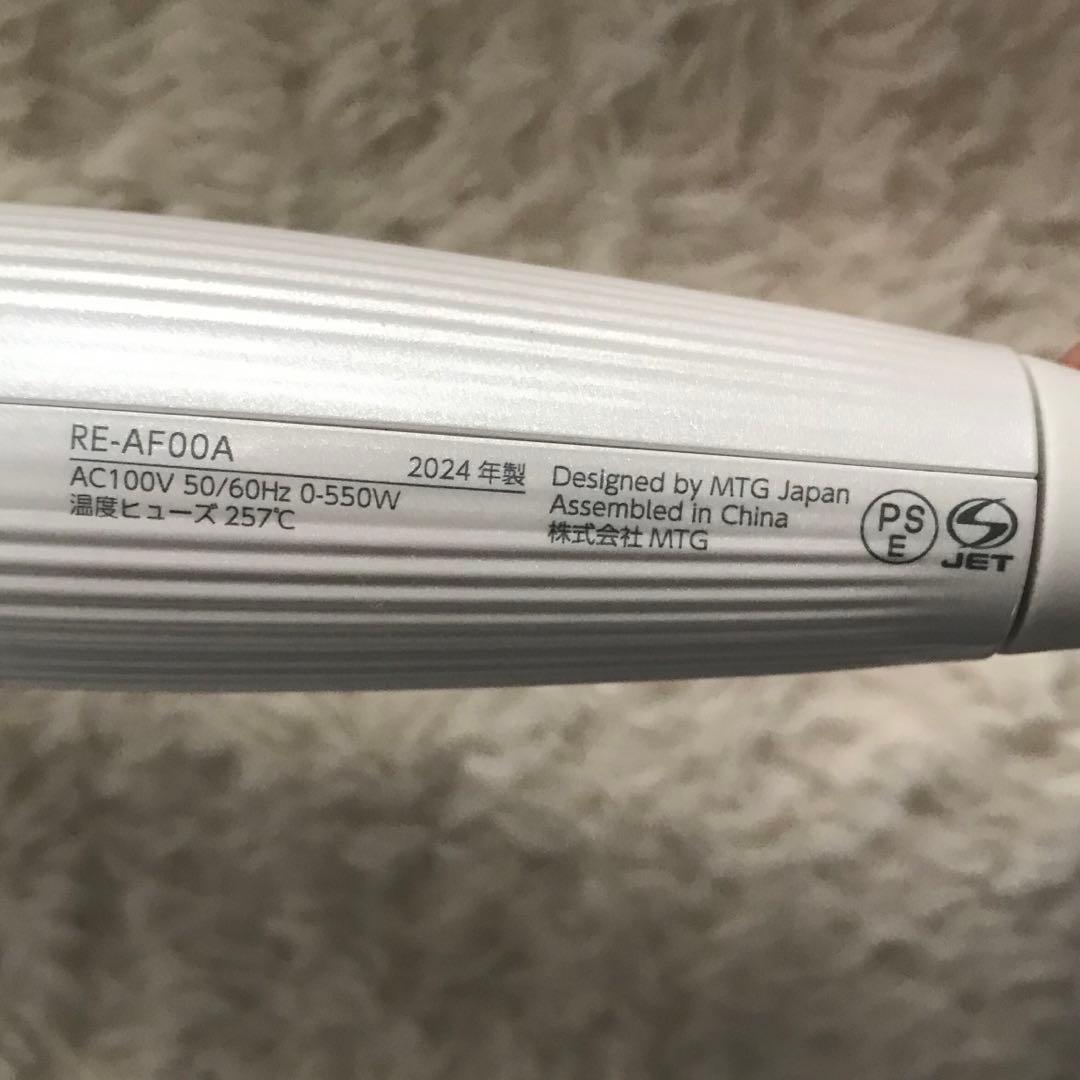 RE-AF00A
2024年製
AC100V 50/60Hz 0-550W
温度ヒューズ 257℃
Designed by MTG Japan
Assembled in China
株式会社 MTG
PS
E
JET